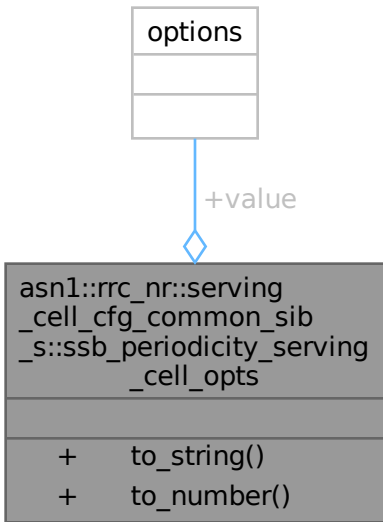 options
+value
asn1::rrc_nr::serving
_cell_cfg_common_sib
_s::ssb_periodicity_serving
_cell_opts
+ to_string()
+ to_number()